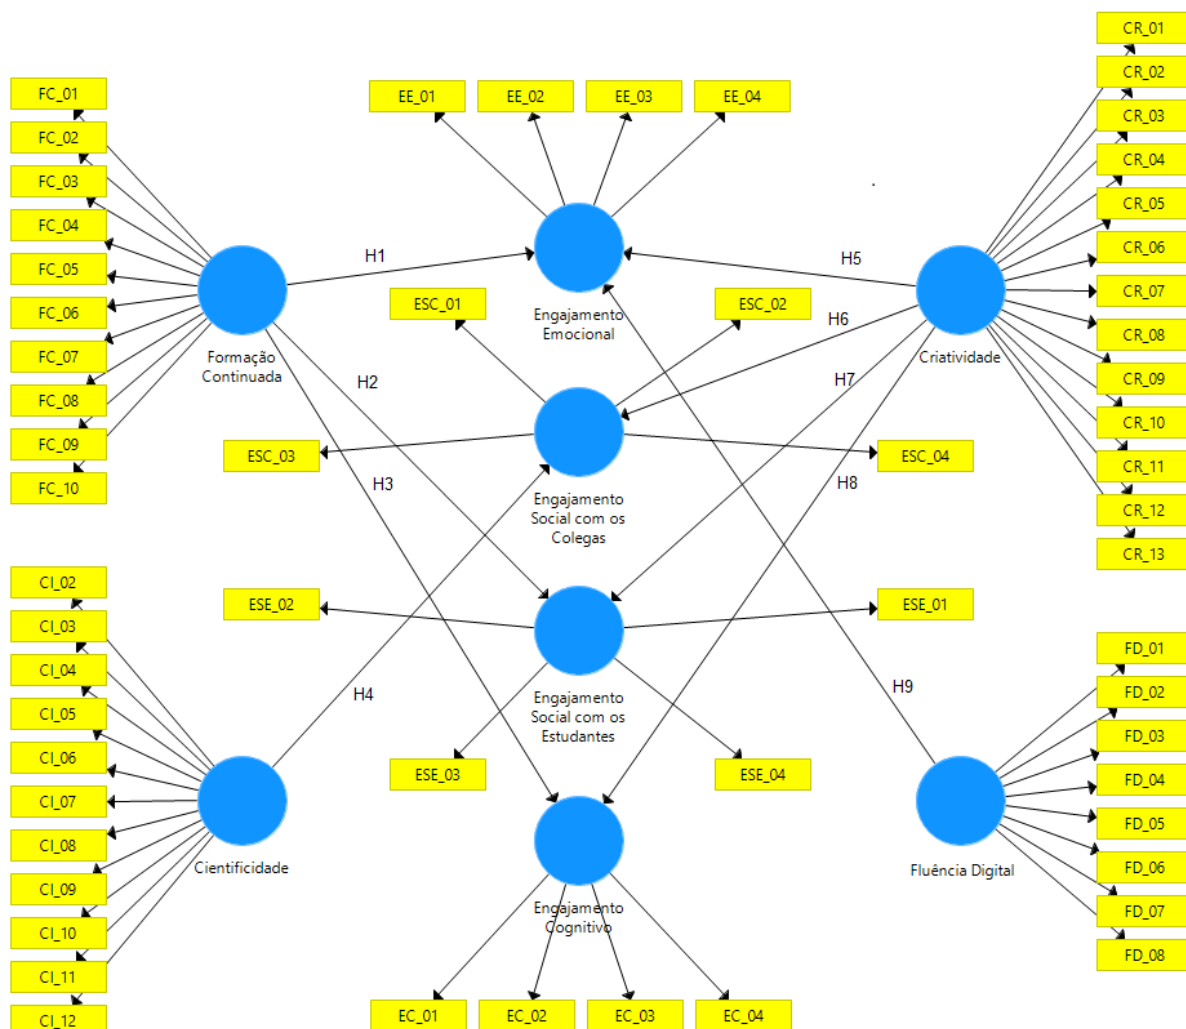 CR_01
CR_02
CR_03
CR_04
CR_05
CR_06
CR_07
CR_08
CR_09
CR_10
CR_11
CR_12
CR_13
FC_01
FC_02
FC_03
FC_04
FC_05
FC_06
FC_07
FC_08
FC_09
FC_10
EE_01
EE_02
EE_03
EE_04
H1
H5
ESC_01
ESC_02
Engajamento
Emocional
H6
Formação
Continuada
Criatividade
H2
H7
ESC_03
ESC_04
H3
H8
Engajamento
Social com os
Colegas
CI_02
CI_03
CI_04
CI_05
CI_06
CI_07
CI_08
CI_09
CI_10
CI_11
CI_12
ESE_02
ESE_01
H4
H9
Engajamento
Social com os
Estudantes
ESE_03
ESE_04
FD_01
FD_02
FD_03
FD_04
FD_05
FD_06
FD_07
FD_08
Cientificidade
Fluência Digital
Engajamento
Cognitivo
EC_01
EC_02
EC_03
EC_04